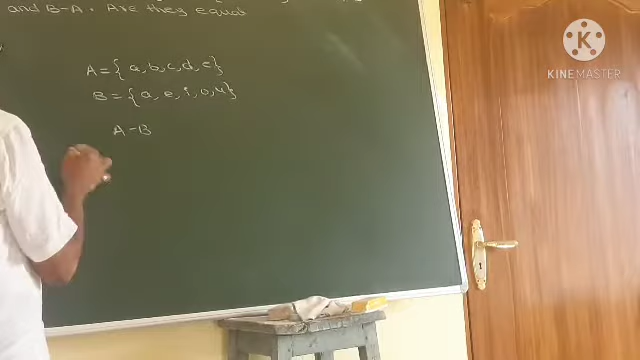 and B-A. Are they equal
A = { a, b, c, d, e }
B = { a, e, i, o, u }
A - B
K
KINEMASTER